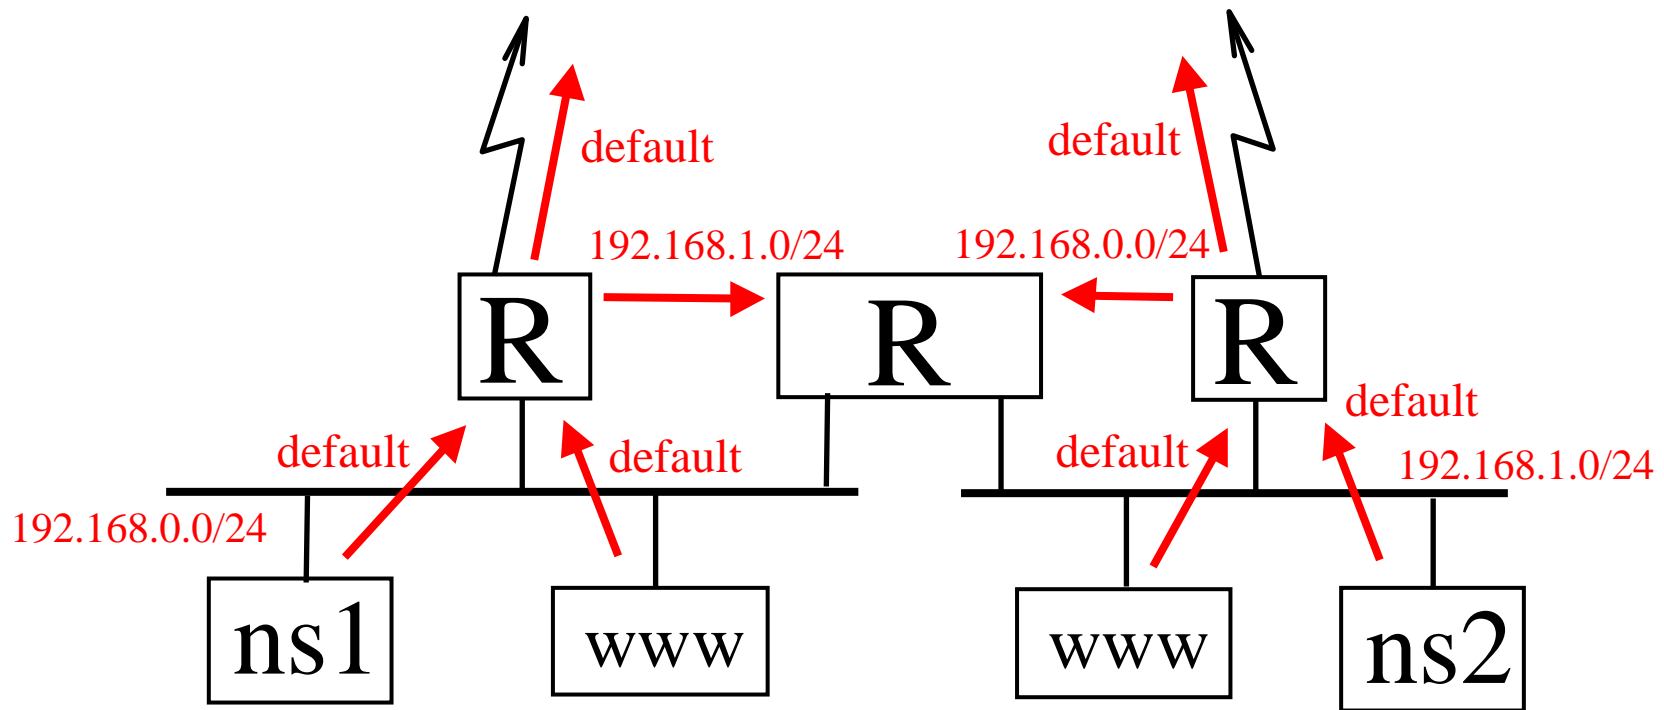 default
default
192.168.1.0/24
192.168.0.0/24
R
R
R
default
default
default
default
192.168.1.0/24
192.168.0.0/24
ns1
www
www
ns2